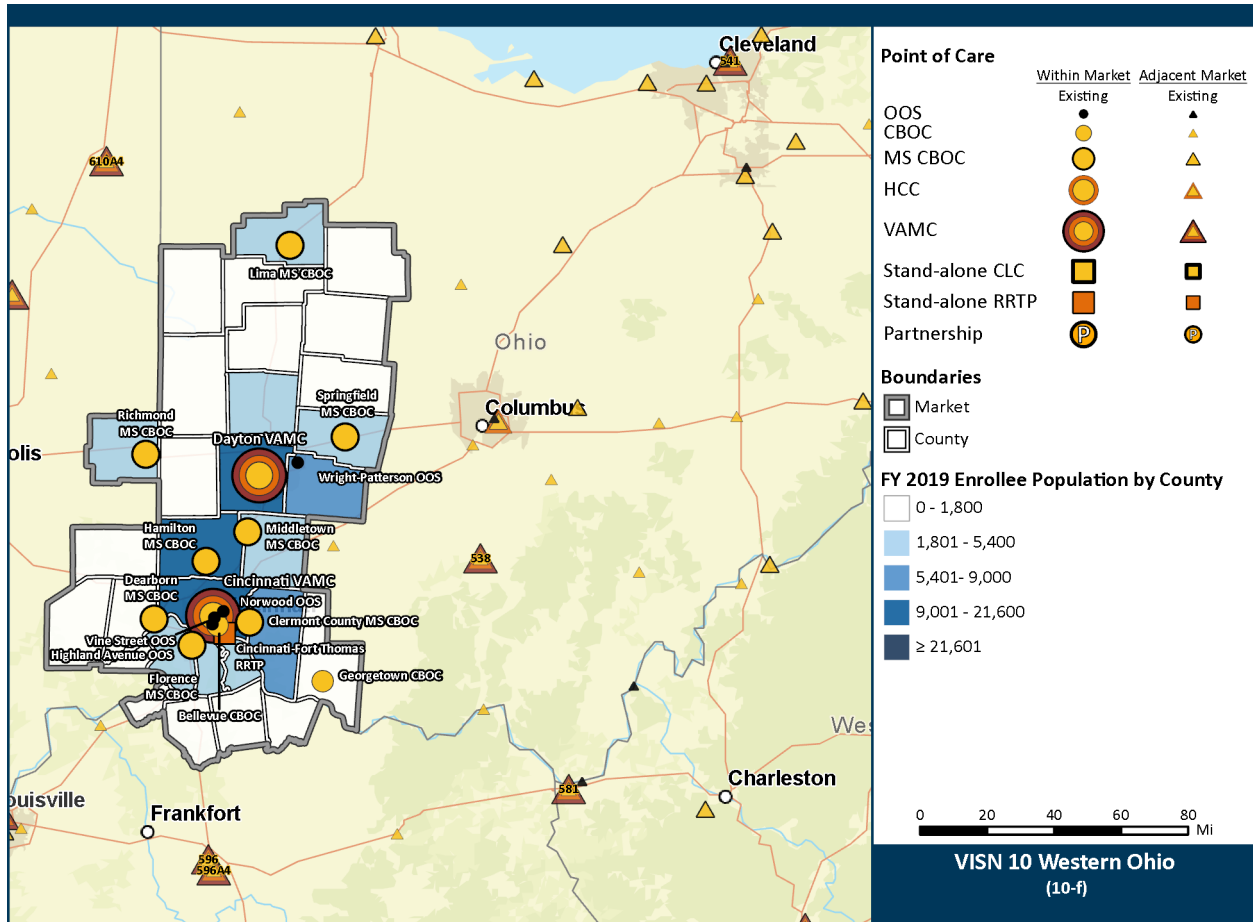 Cleveland
541
610A4
Lima MS CBOC
Ohio
Springfield
MS CBOC
Richmond
MS CBOC
Columbus
Dayton VAMC
olis
Wright-Patterson OOS
Hamilton
MS CBOC
Middletown
MS CBOC
538
Dearborn
MS CBOC
Cincinnati VAMC
Norwood OOS
Clermont County MS CBOC
Vine Street OOS
Highland Avenue OOS
Cincinnati-Fort Thomas
RRTP
Florence
MS CBOC
Georgetown CBOC
Bellevue CBOC
Wes
581
Charleston
ouisville
Frankfort
596
596A4
Point of Care
Within Market Adjacent Market
Existing Existing
OOS
CBOC
MS CBOC
HCC
VAMC
Stand-alone CLC
Stand-alone RRTP
Partnership
P P
Boundaries
Market
County
FY 2019 Enrollee Population by County
0 - 1,800
1,801 - 5,400
5,401- 9,000
9,001 - 21,600
≥ 21,601
0 20 40 60 80
Mi
VISN 10 Western Ohio
(10-f)